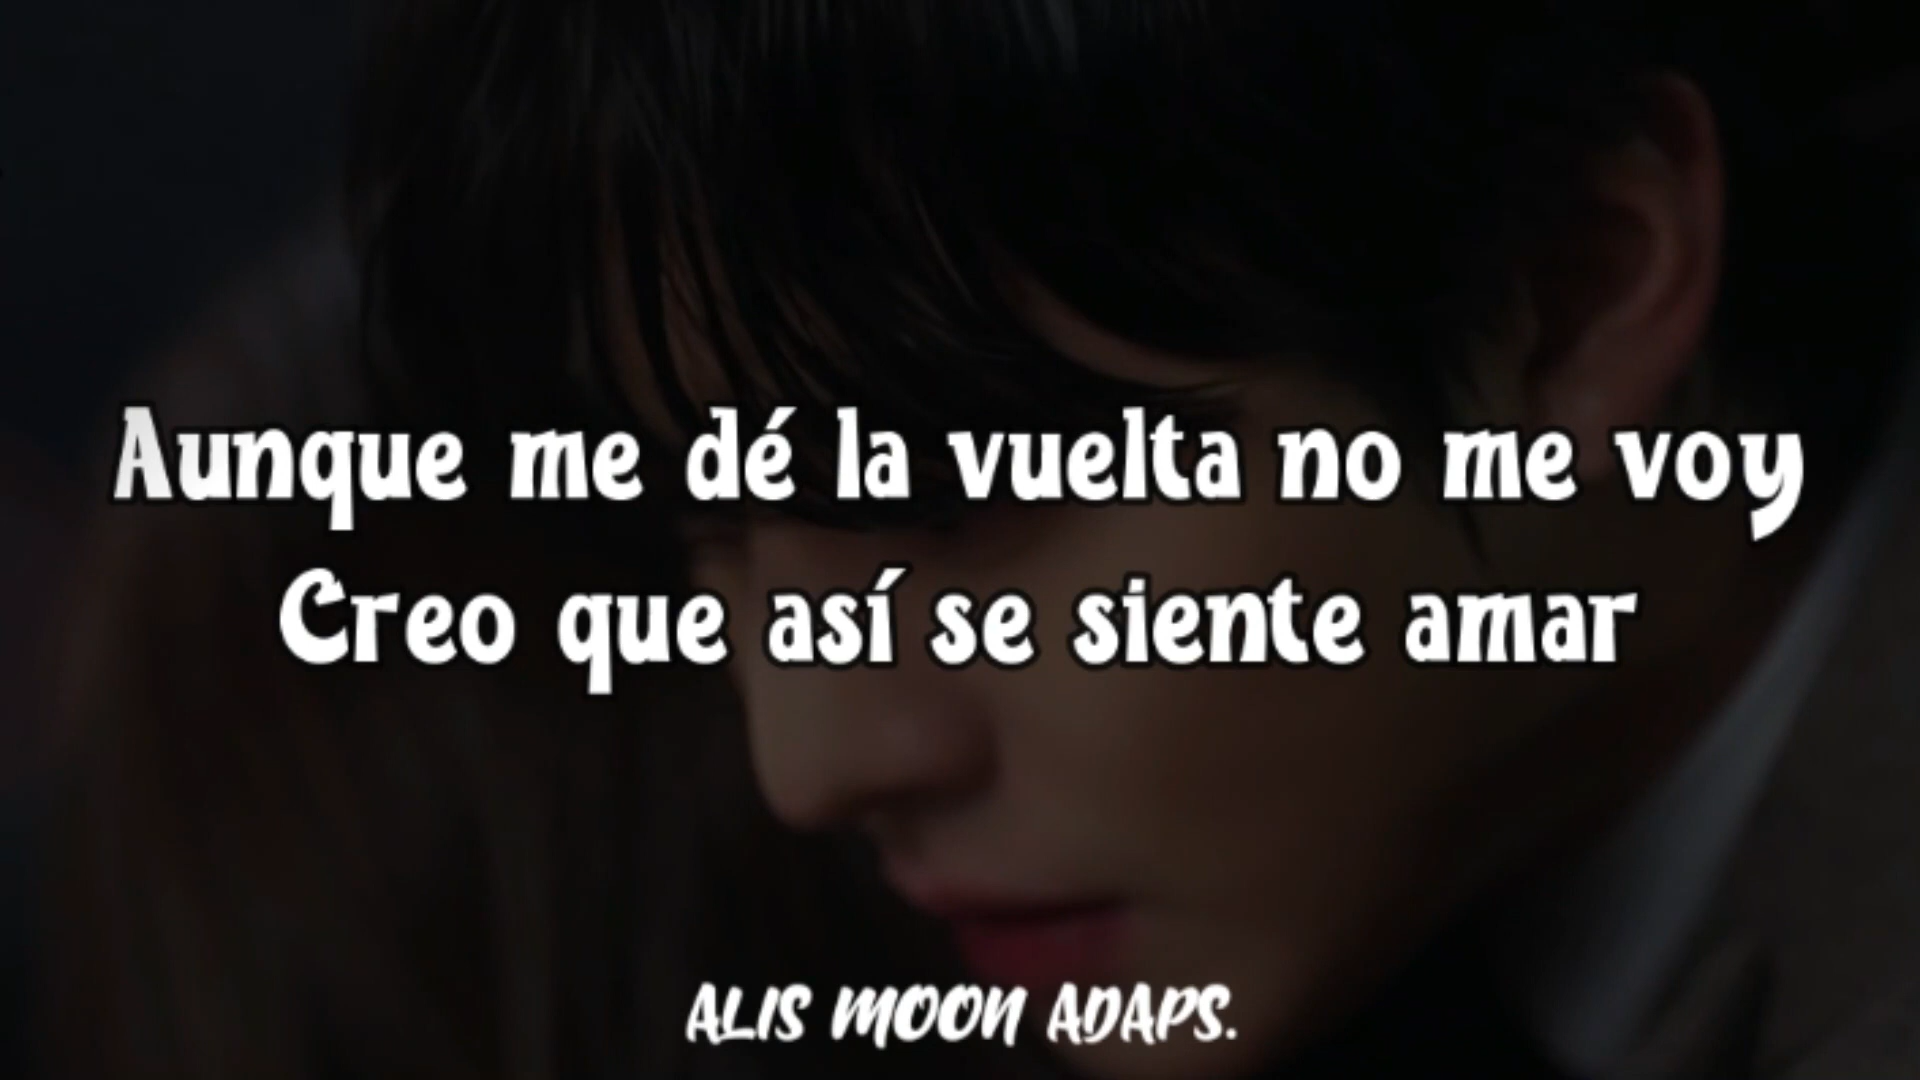 Aunque me dé la vuelta no me voy
Creo que así se siente amar
ALIS MOON ADAPS.